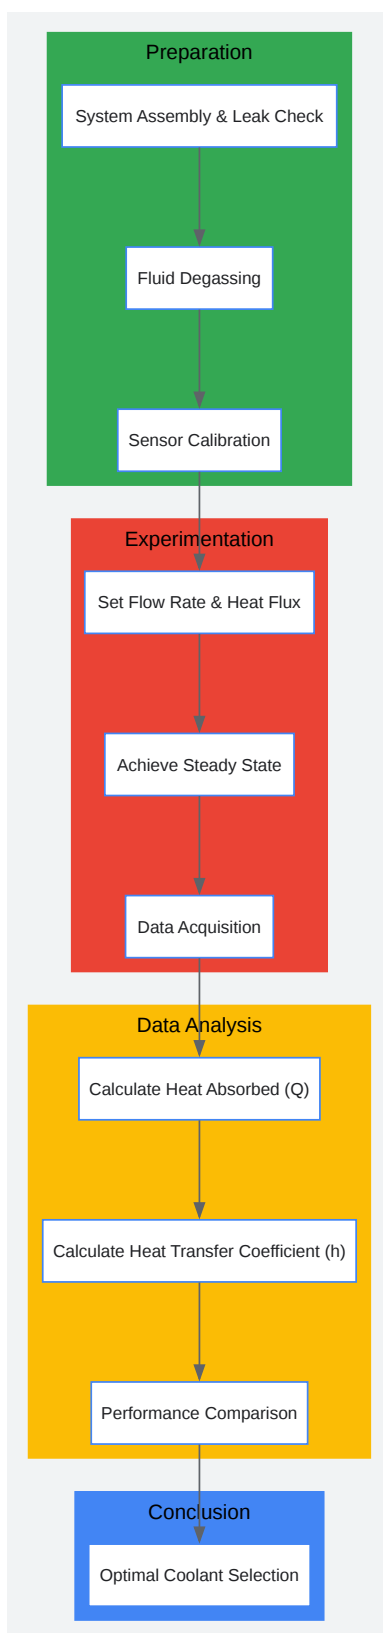 Preparation
System Assembly & Leak Check
Fluid Degassing
Sensor Calibration
Experimentation
Set Flow Rate & Heat Flux
Achieve Steady State
Data Acquisition
Data Analysis
Calculate Heat Absorbed (Q)
Calculate Heat Transfer Coefficient (h)
Performance Comparison
Conclusion
Optimal Coolant Selection